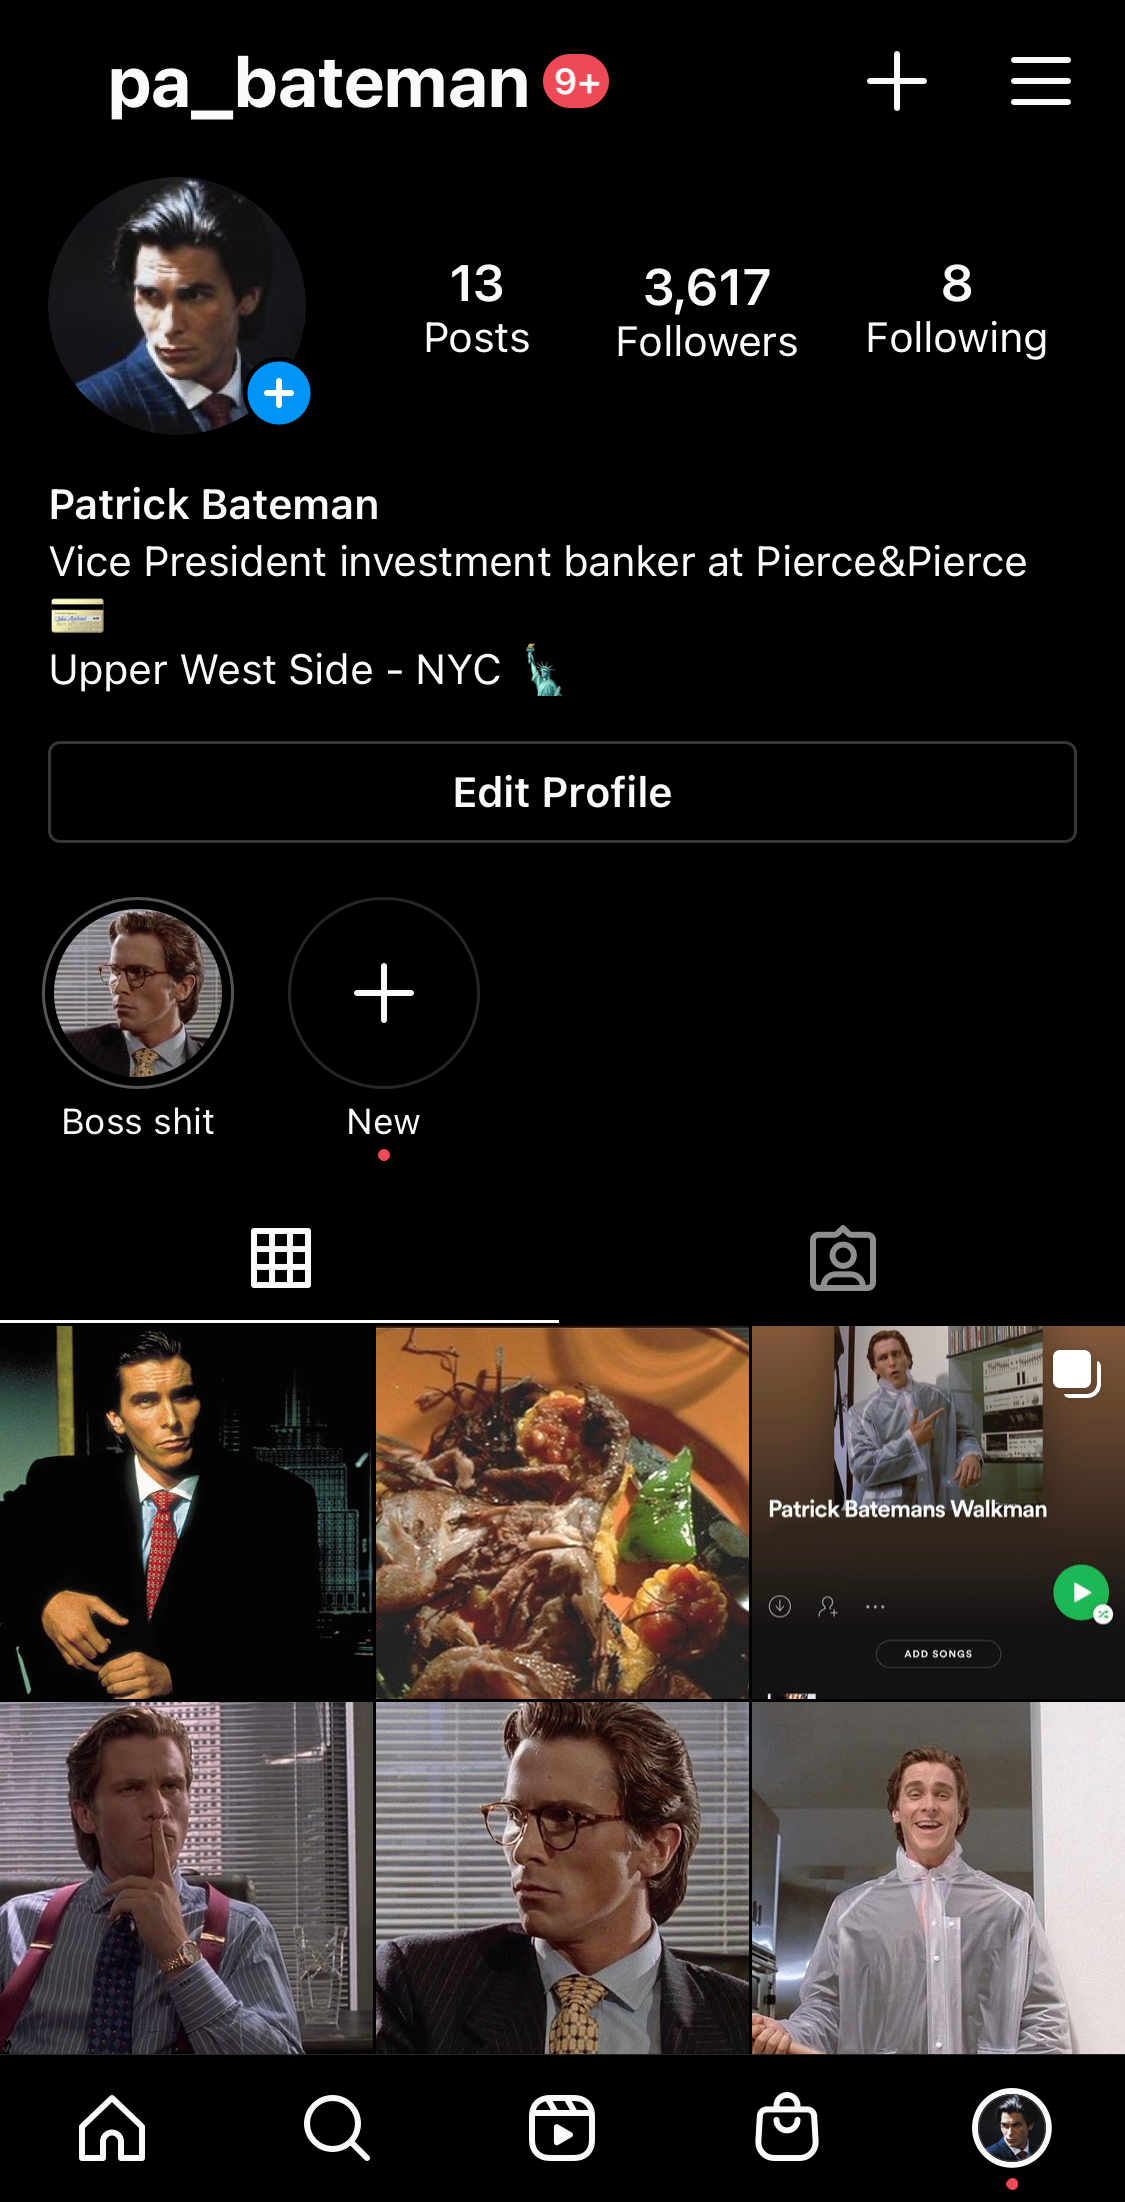 pa_bateman 9+
13
Posts
3,617
Followers
8
Following
Patrick Bateman
Vice President investment banker at Pierce&Pierce
💳
Upper West Side - NYC 🗽
Edit Profile
Boss shit
New
Patrick Batemans Walkman
ADD SONGS